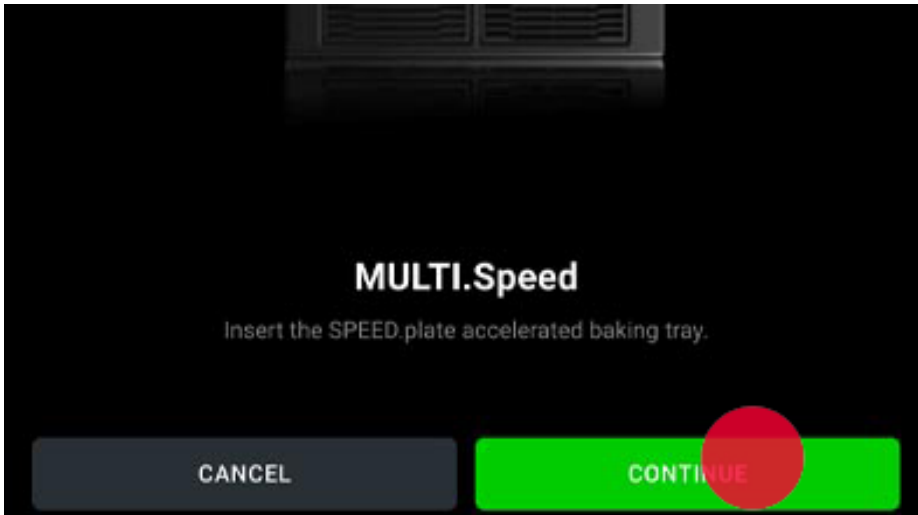 MULTI.Speed
Insert the SPEED.plate accelerated baking tray.
CANCEL
CONTINUE